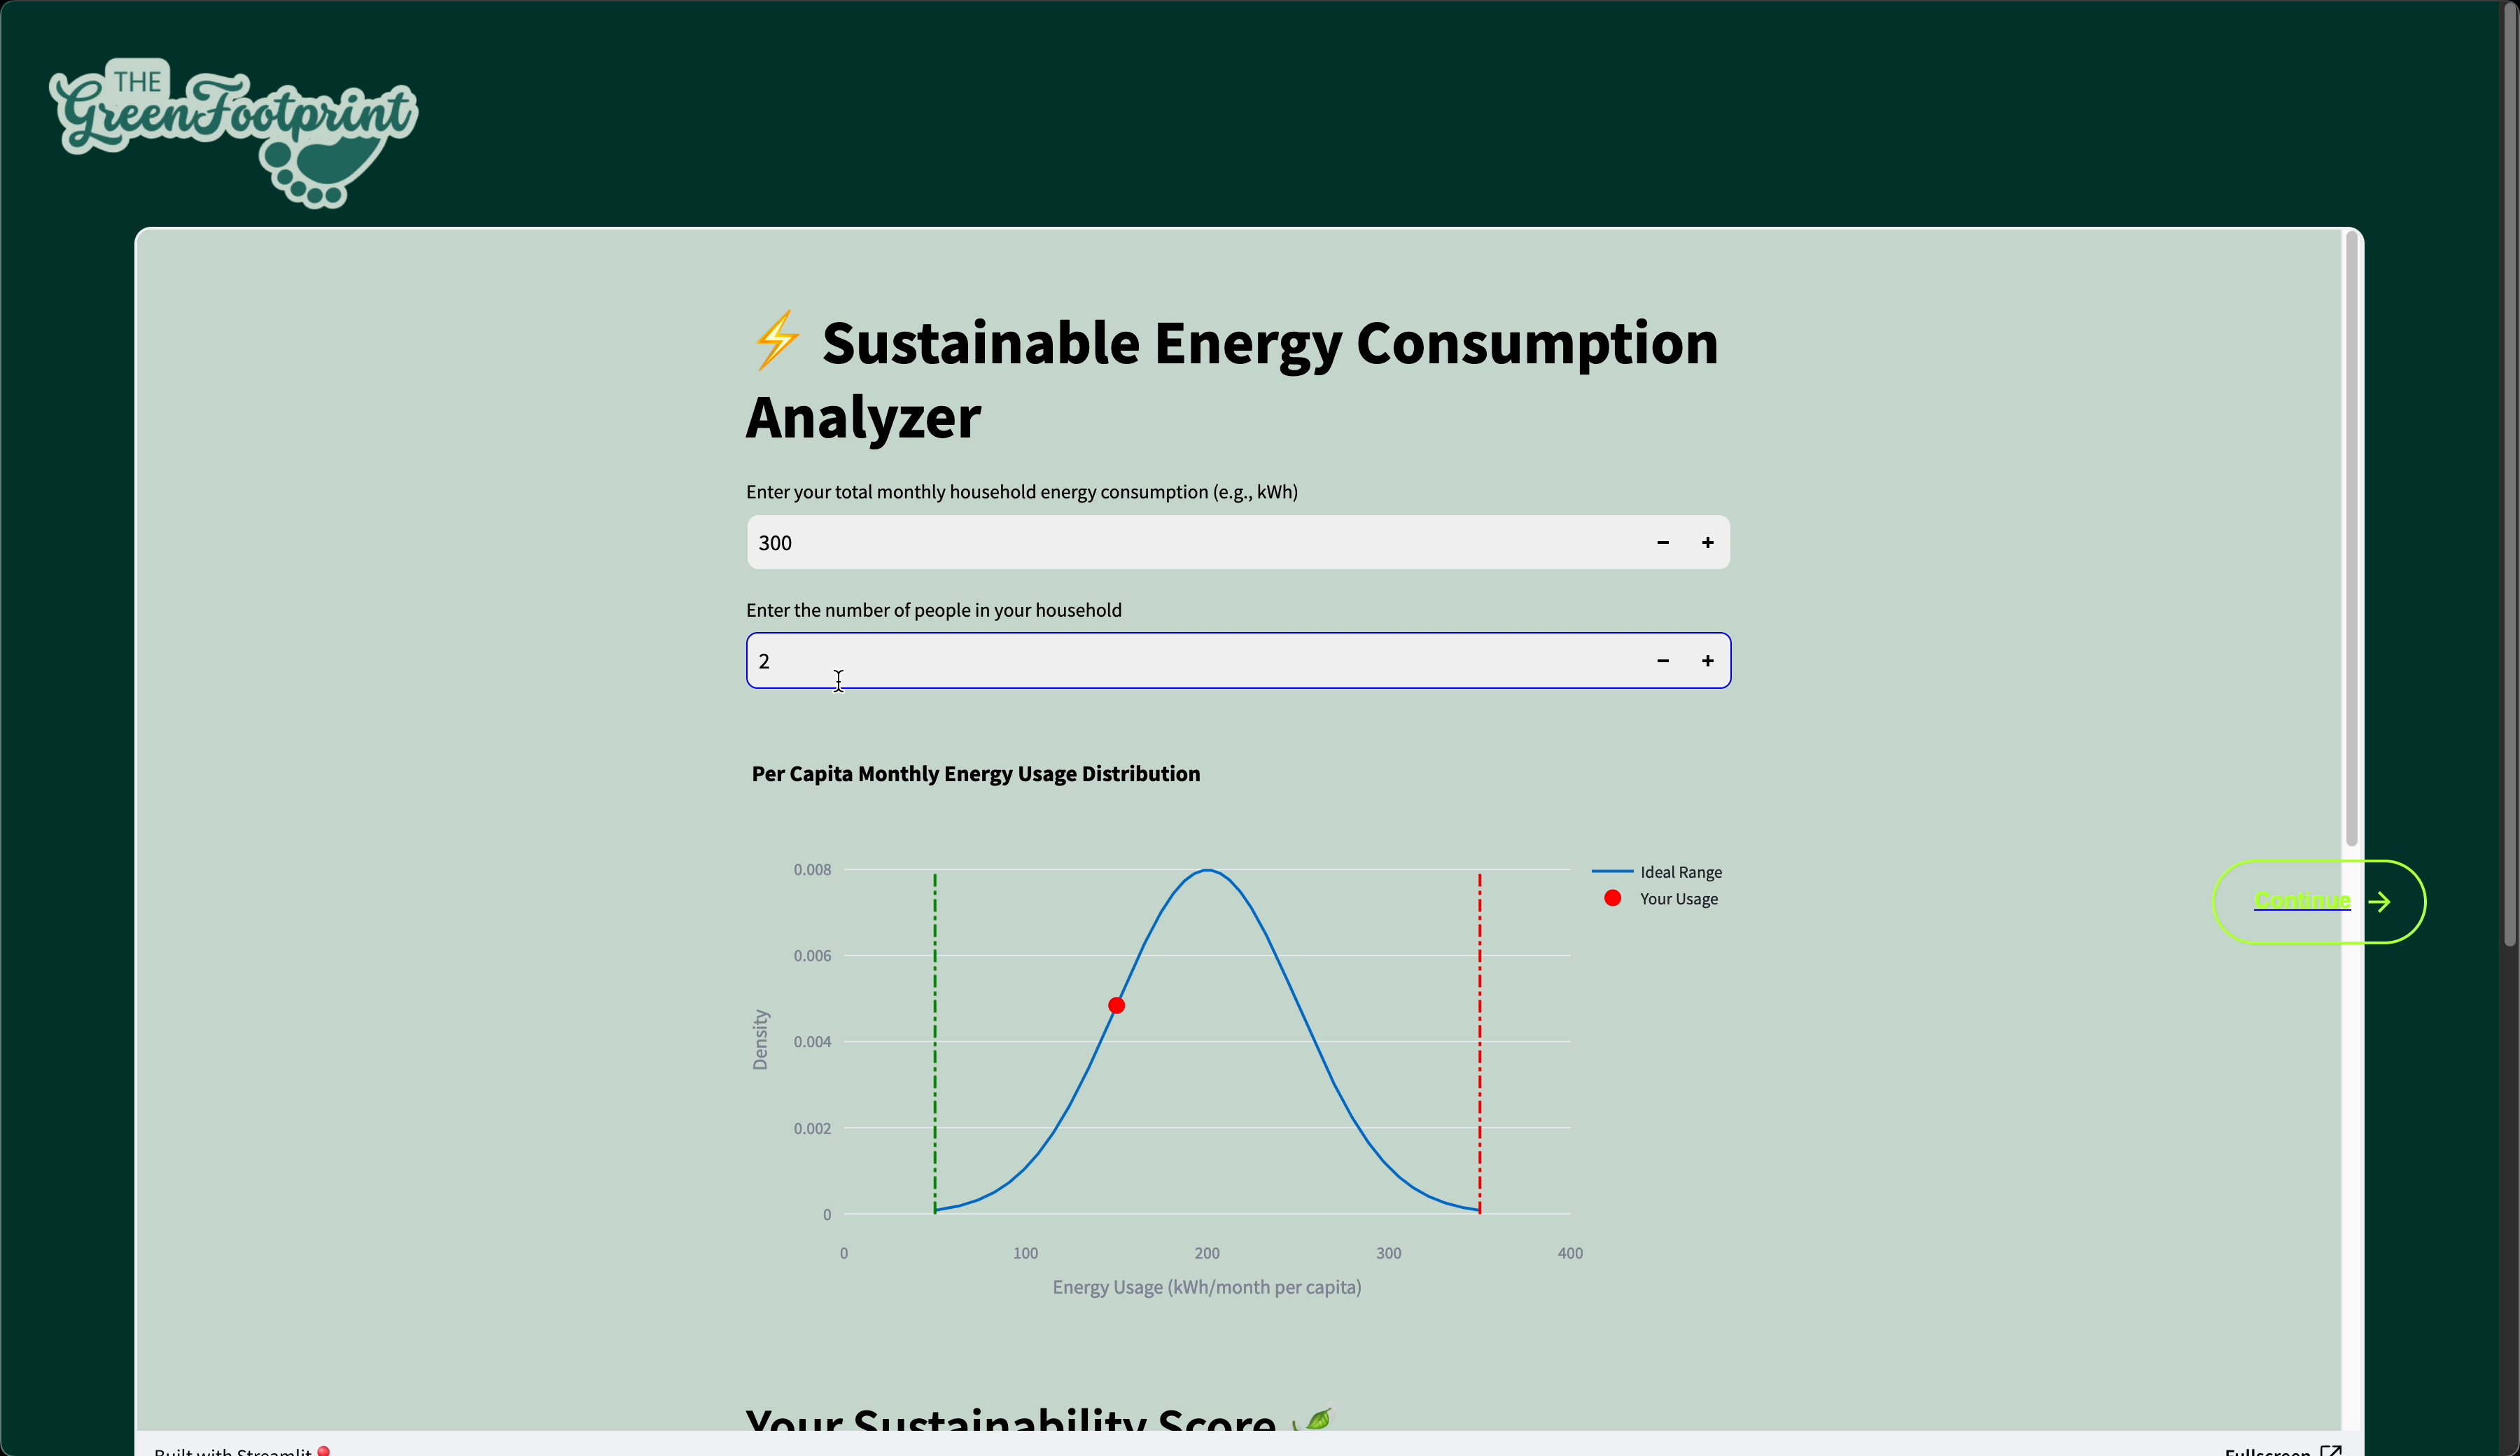 THE
GreenFootprint
⚡ Sustainable Energy Consumption
Analyzer
Enter your total monthly household energy consumption (e.g., kWh)
300 − +
Enter the number of people in your household
2 − +
Per Capita Monthly Energy Usage Distribution
Ideal Range
Your Usage
Continue →
0.008
0.006
0.004
0.002
0
Density
0 100 200 300 400
Energy Usage (kWh/month per capita)
Your Sustainability Score
Built with Streamlit
Fullscreen